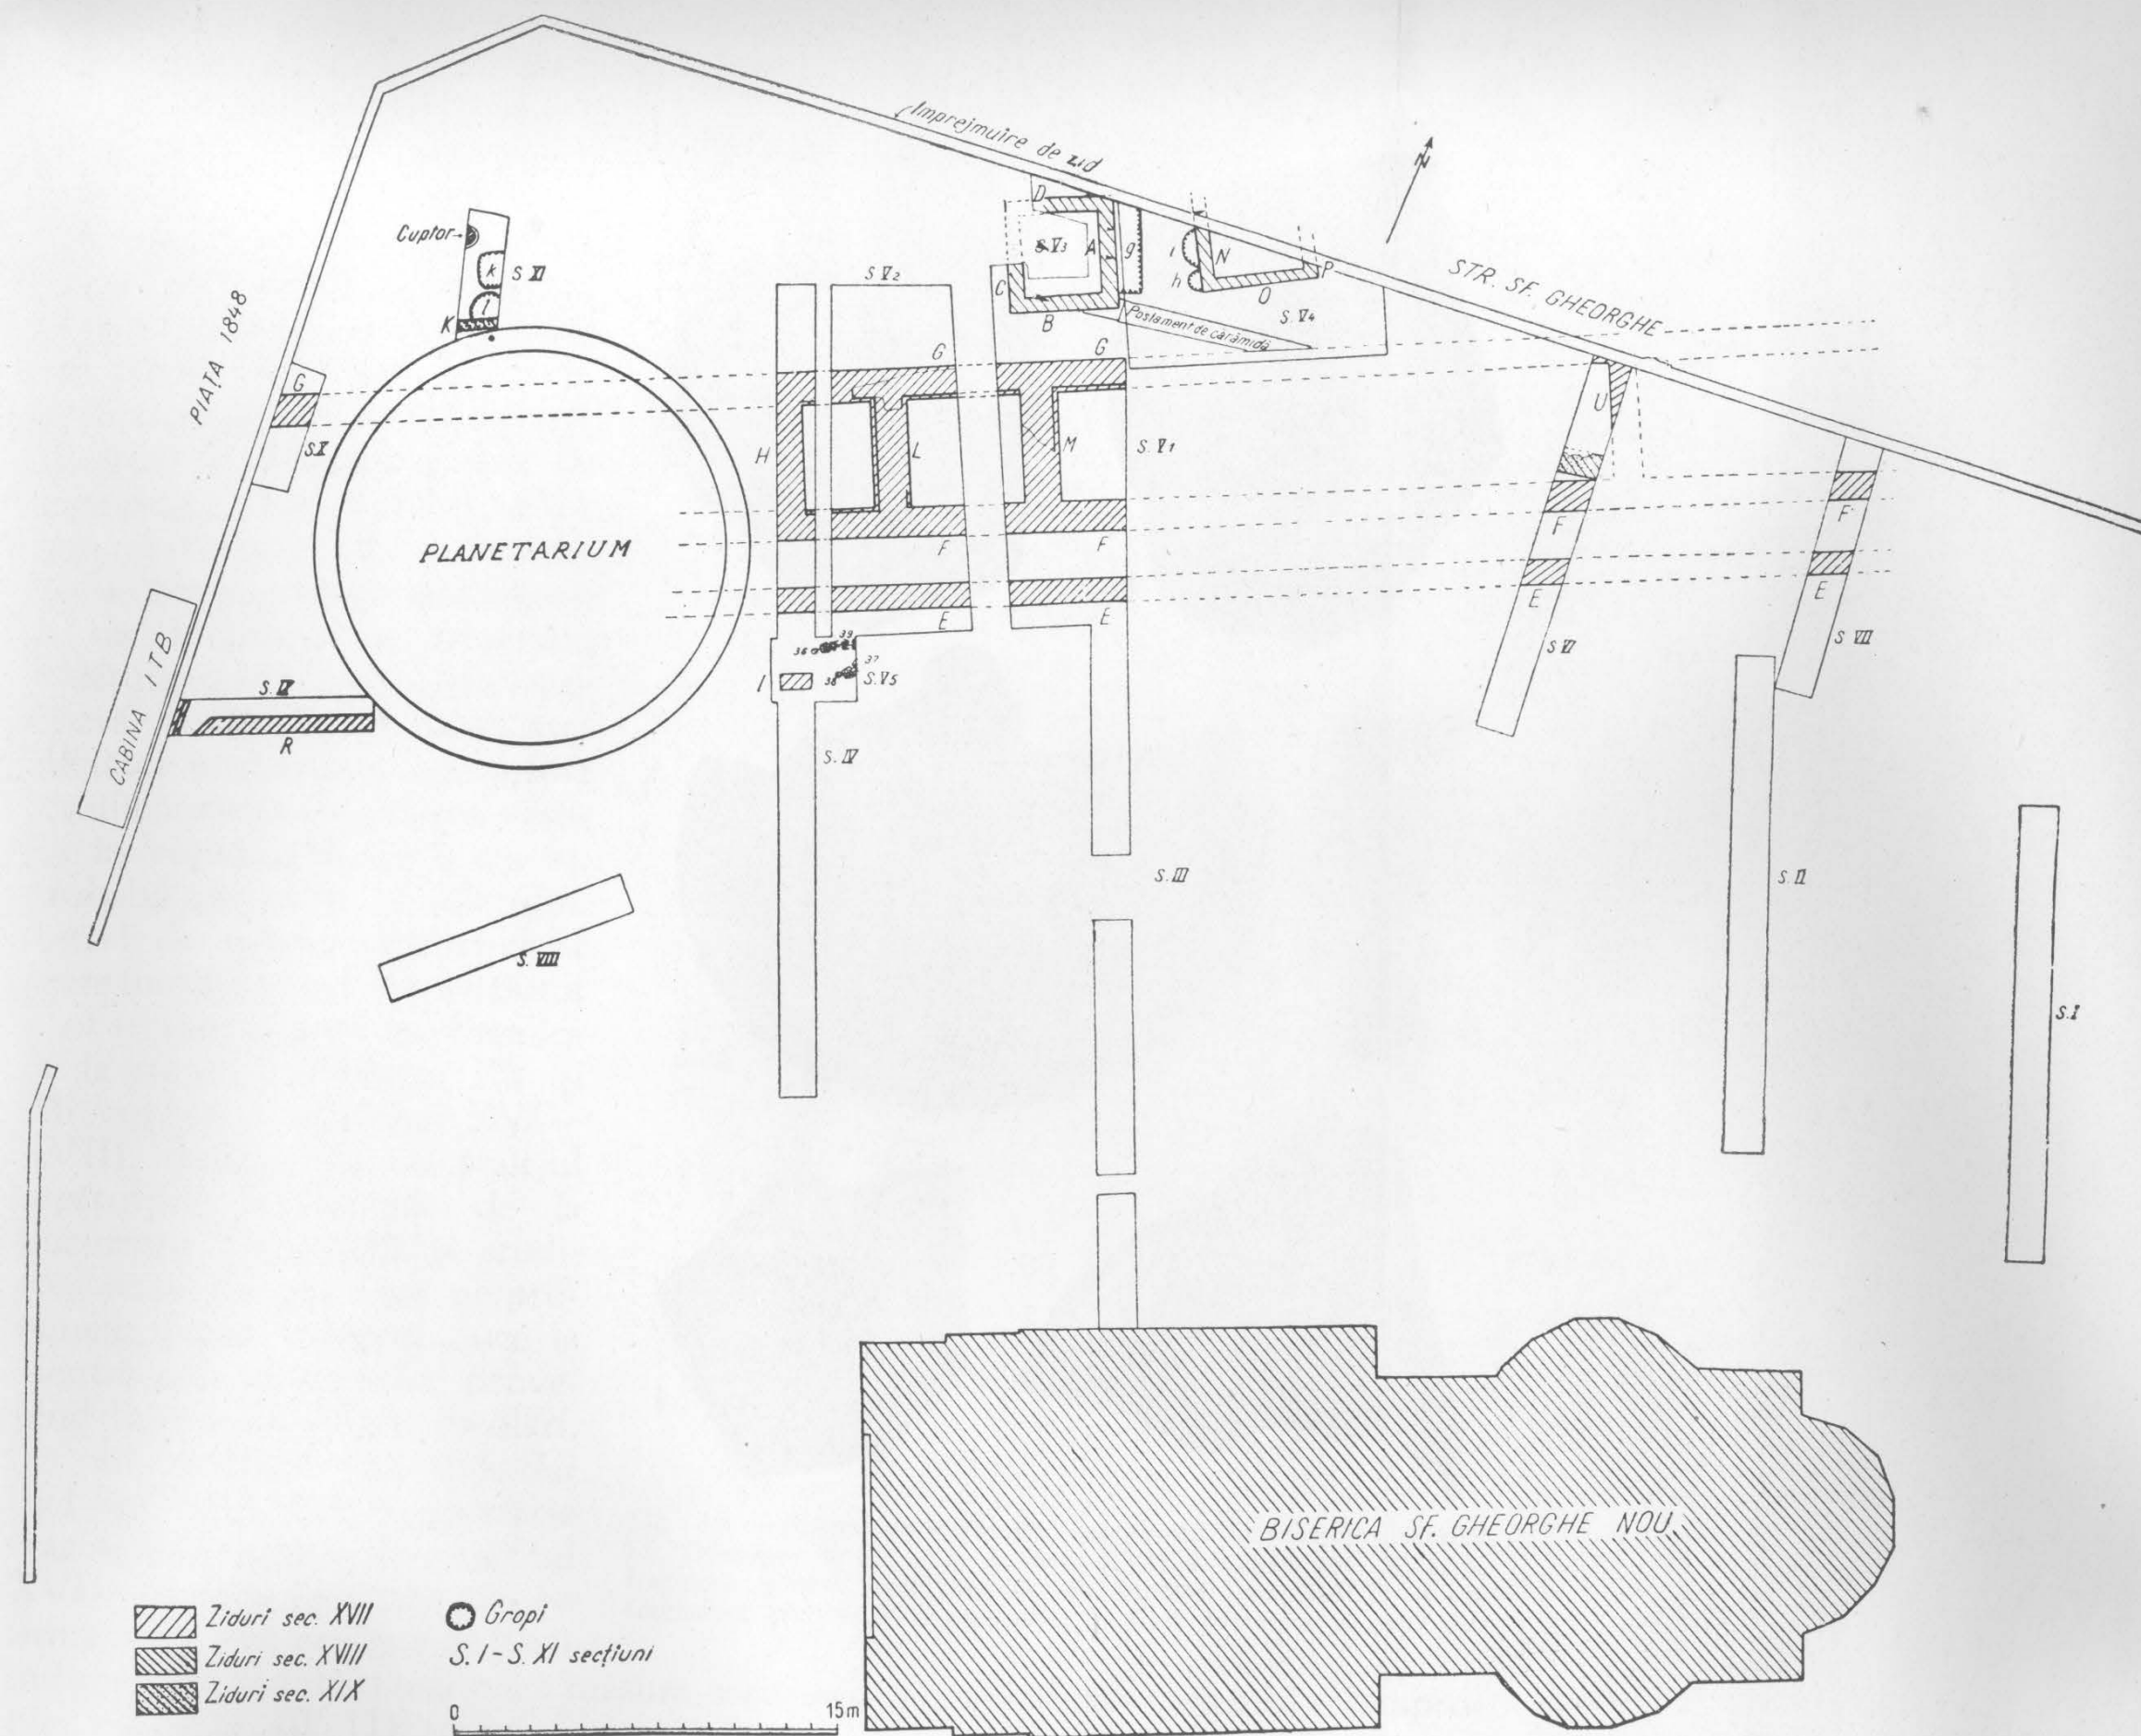 Imprejmuire de zid
N
STR. SF. GHEORGHE
PIAȚA 1848
Cuptor
k
S XI
l
K
D
S V3
A
g
C
B
i
N
h
P
O
S. V4
Postament de cărămidă
S V2
G
G
G
S X
H
L
M
S. V1
U
F
F
F
F
E
E
E
E
PLANETARIUM
36
39
37
38
I
S. V5
S VI
S VII
CABINA ITB
S. IX
R
S. IV
S. III
S. II
S. VIII
S. I
BISERICA SF. GHEORGHE NOU
Ziduri sec. XVII
Ziduri sec. XVIII
Ziduri sec. XIX
Gropi
S. I - S. XI secțiuni
0
15m